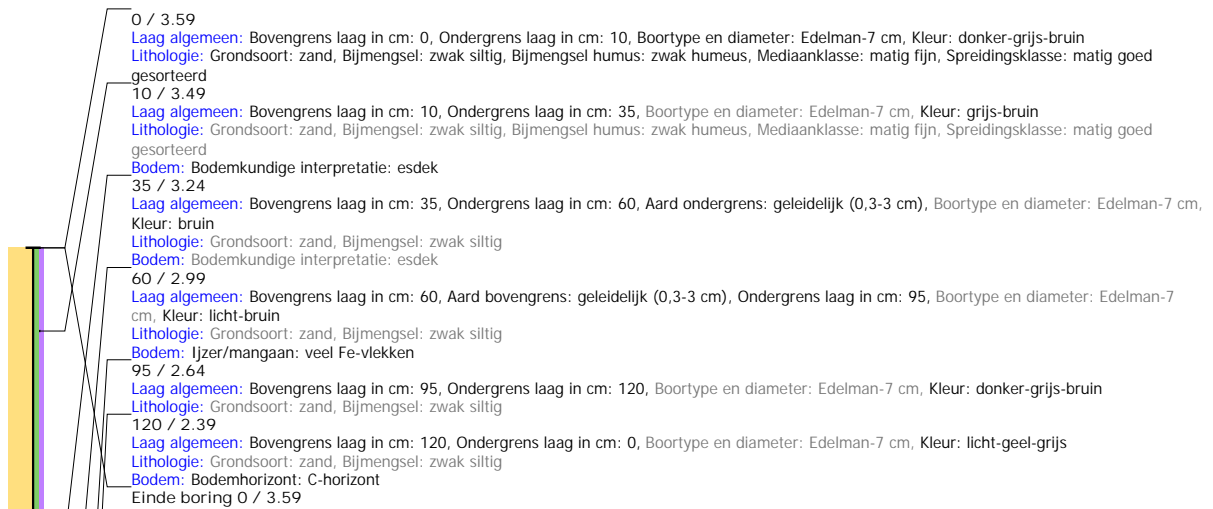 0 / 3.59
Laag algemeen: Bovengrens laag in cm: 0, Ondergrens laag in cm: 10, Boortype en diameter: Edelman-7 cm, Kleur: donker-grijs-bruin
Lithologie: Grondsoort: zand, Bijmengsel: zwak siltig, Bijmengsel humus: zwak humeus, Mediaanklasse: matig fijn, Spreidingsklasse: matig goed
gesorteerd
10 / 3.49
Laag algemeen: Bovengrens laag in cm: 10, Ondergrens laag in cm: 35, Boortype en diameter: Edelman-7 cm, Kleur: grijs-bruin
Lithologie: Grondsoort: zand, Bijmengsel: zwak siltig, Bijmengsel humus: zwak humeus, Mediaanklasse: matig fijn, Spreidingsklasse: matig goed
gesorteerd
Bodem: Bodemkundige interpretatie: esdek
35 / 3.24
Laag algemeen: Bovengrens laag in cm: 35, Ondergrens laag in cm: 60, Aard ondergrens: geleidelijk (0,3-3 cm), Boortype en diameter: Edelman-7 cm,
Kleur: bruin
Lithologie: Grondsoort: zand, Bijmengsel: zwak siltig
Bodem: Bodemkundige interpretatie: esdek
60 / 2.99
Laag algemeen: Bovengrens laag in cm: 60, Aard bovengrens: geleidelijk (0,3-3 cm), Ondergrens laag in cm: 95, Boortype en diameter: Edelman-7
cm, Kleur: licht-bruin
Lithologie: Grondsoort: zand, Bijmengsel: zwak siltig
Bodem: Ijzer/mangaan: veel Fe-vlekken
95 / 2.64
Laag algemeen: Bovengrens laag in cm: 95, Ondergrens laag in cm: 120, Boortype en diameter: Edelman-7 cm, Kleur: donker-grijs-bruin
Lithologie: Grondsoort: zand, Bijmengsel: zwak siltig
120 / 2.39
Laag algemeen: Bovengrens laag in cm: 120, Ondergrens laag in cm: 0, Boortype en diameter: Edelman-7 cm, Kleur: licht-geel-grijs
Lithologie: Grondsoort: zand, Bijmengsel: zwak siltig
Bodem: Bodemhorizont: C-horizont
Einde boring 0 / 3.59